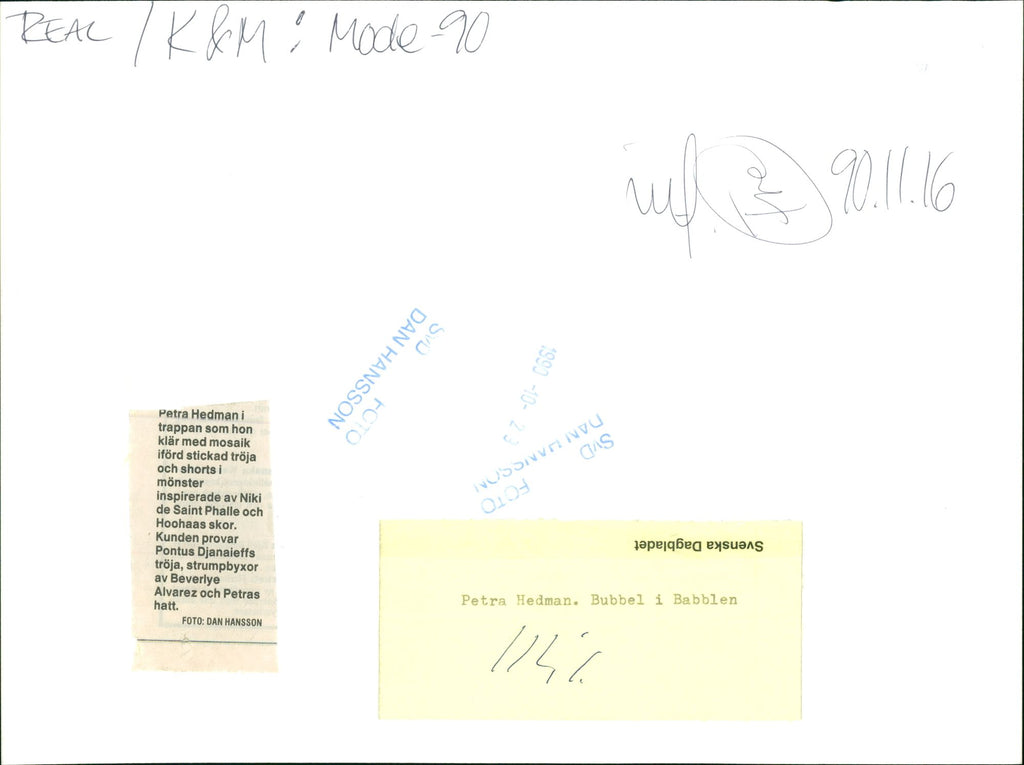 REAL / K&M : Mode-90
inf. 90.11.16
SvD
DAN HANSSON
FOTO
1990 -10- 23
SvD
DAN HANSSON
FOTO
Petra Hedman i
trappan som hon
klär med mosaik
iförd stickad tröja
och shorts i
mönster
inspirerade av Niki
de Saint Phalle och
Hoohaas skor.
Kunden provar
Pontus Djanaieffs
tröja, strumpbyxor
av Beverlye
Alvarez och Petras
hatt.
FOTO: DAN HANSSON
Svenska Dagbladet
Petra Hedman. Bubbel i Babblen